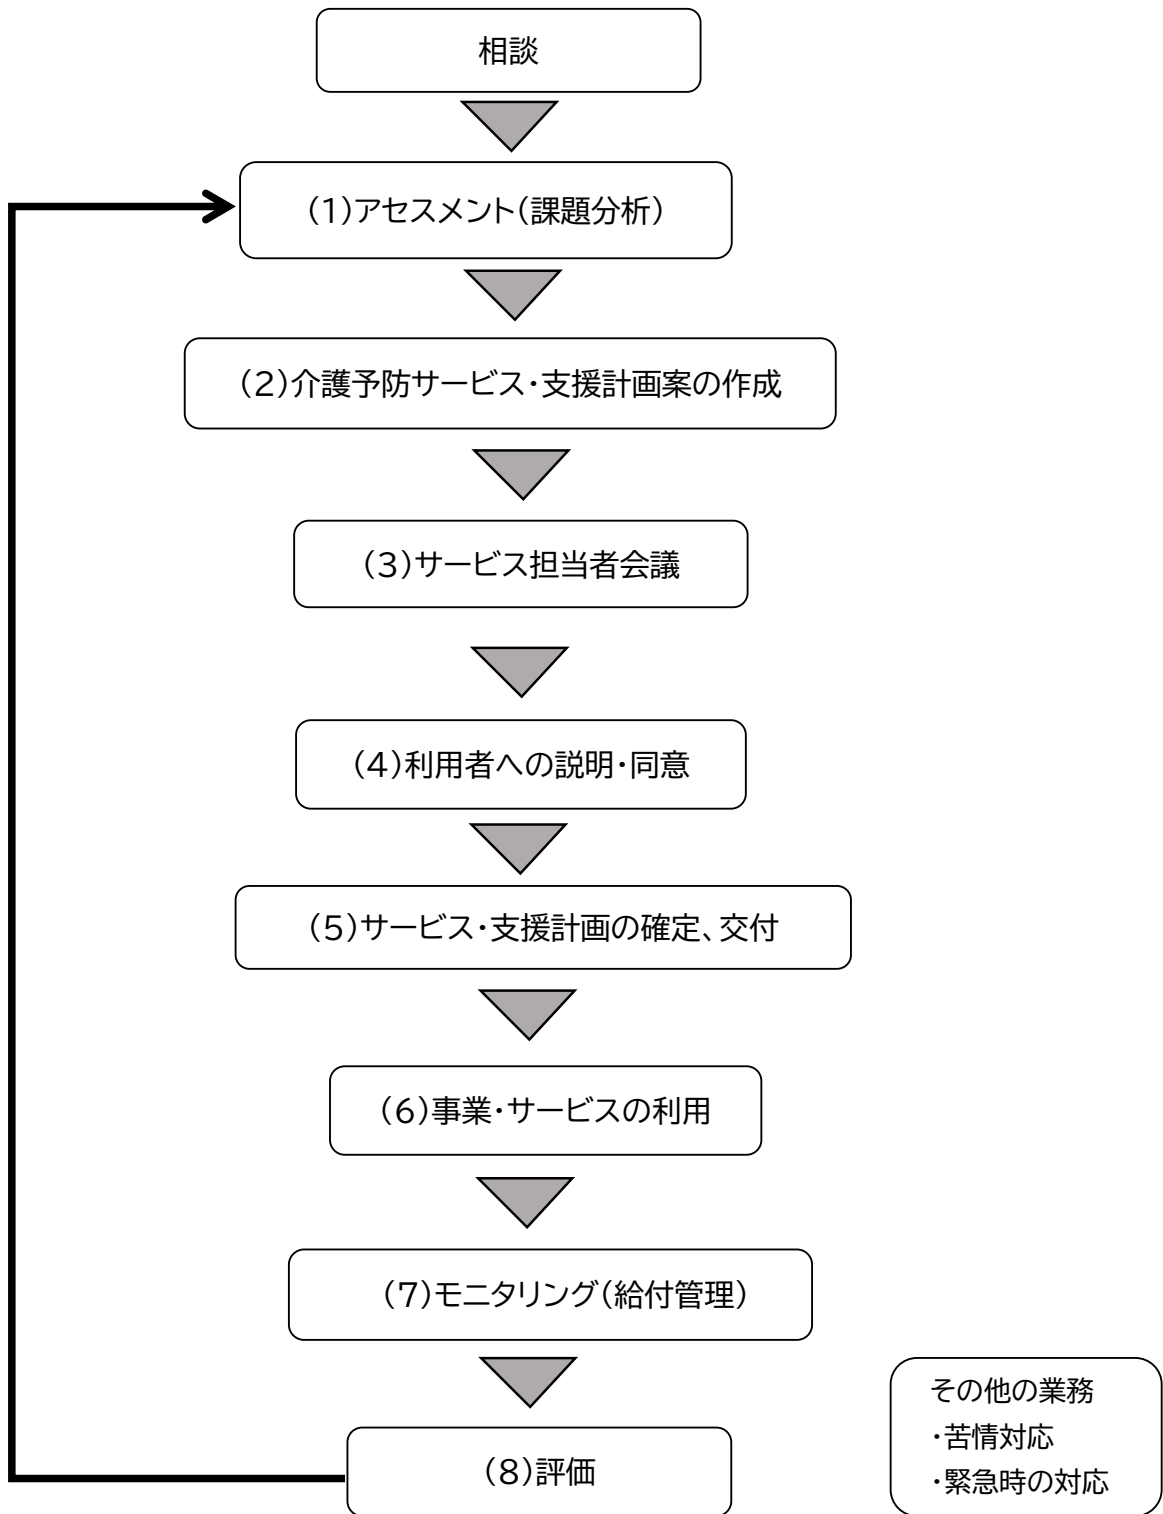 相談
(1)アセスメント(課題分析)
(2)介護予防サービス・支援計画案の作成
(3)サービス担当者会議
(4)利用者への説明・同意
(5)サービス・支援計画の確定、交付
(6)事業・サービスの利用
(7)モニタリング(給付管理)
(8)評価
その他の業務
・苦情対応
・緊急時の対応